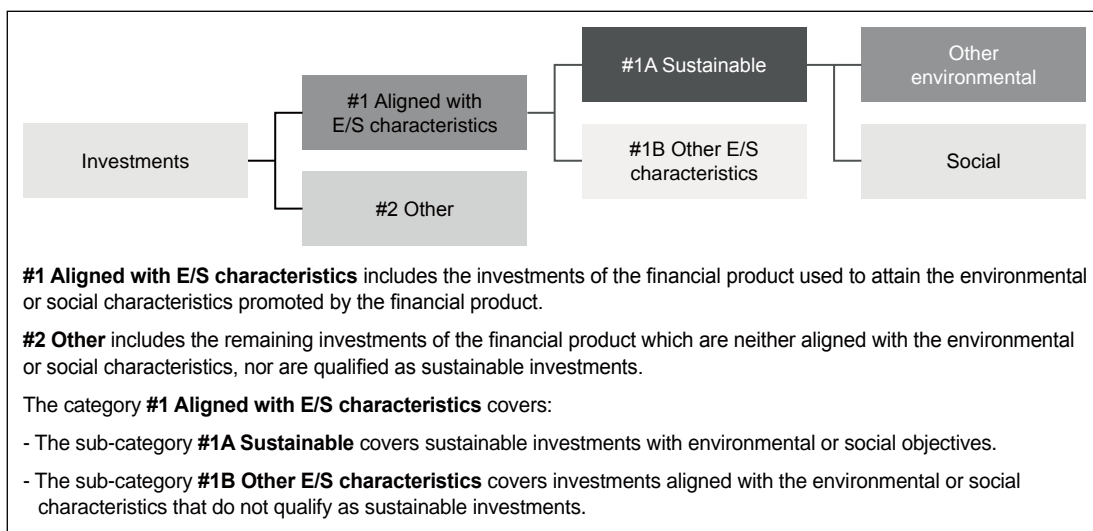 Investments
#1 Aligned with
E/S characteristics
#2 Other
#1A Sustainable
#1B Other E/S
characteristics
Other
environmental
Social
#1 Aligned with E/S characteristics includes the investments of the financial product used to attain the environmental
or social characteristics promoted by the financial product.
#2 Other includes the remaining investments of the financial product which are neither aligned with the environmental
or social characteristics, nor are qualified as sustainable investments.
The category #1 Aligned with E/S characteristics covers:
- The sub-category #1A Sustainable covers sustainable investments with environmental or social objectives.
- The sub-category #1B Other E/S characteristics covers investments aligned with the environmental or social
characteristics that do not qualify as sustainable investments.